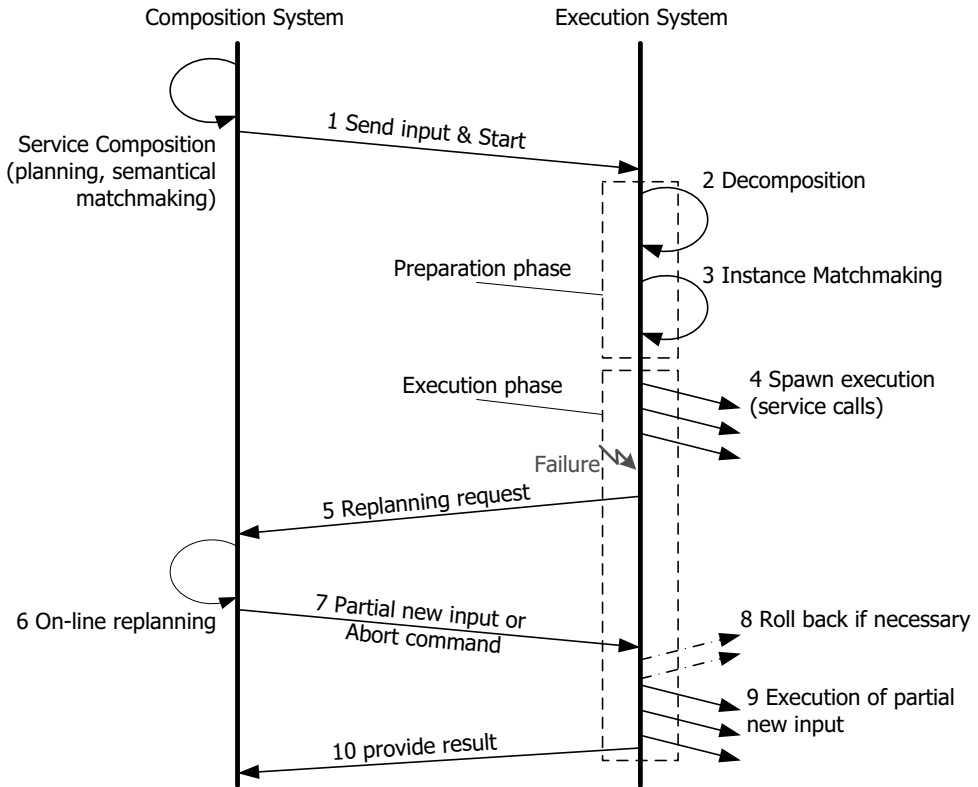 Composition System
Execution System
1 Send input & Start
Service Composition
(planning, semantical
matchmaking)
2 Decomposition
Preparation phase
3 Instance Matchmaking
Execution phase
4 Spawn execution
(service calls)
Failure
5 Replanning request
6 On-line replanning
7 Partial new input or
Abort command
8 Roll back if necessary
9 Execution of partial
new input
10 provide result